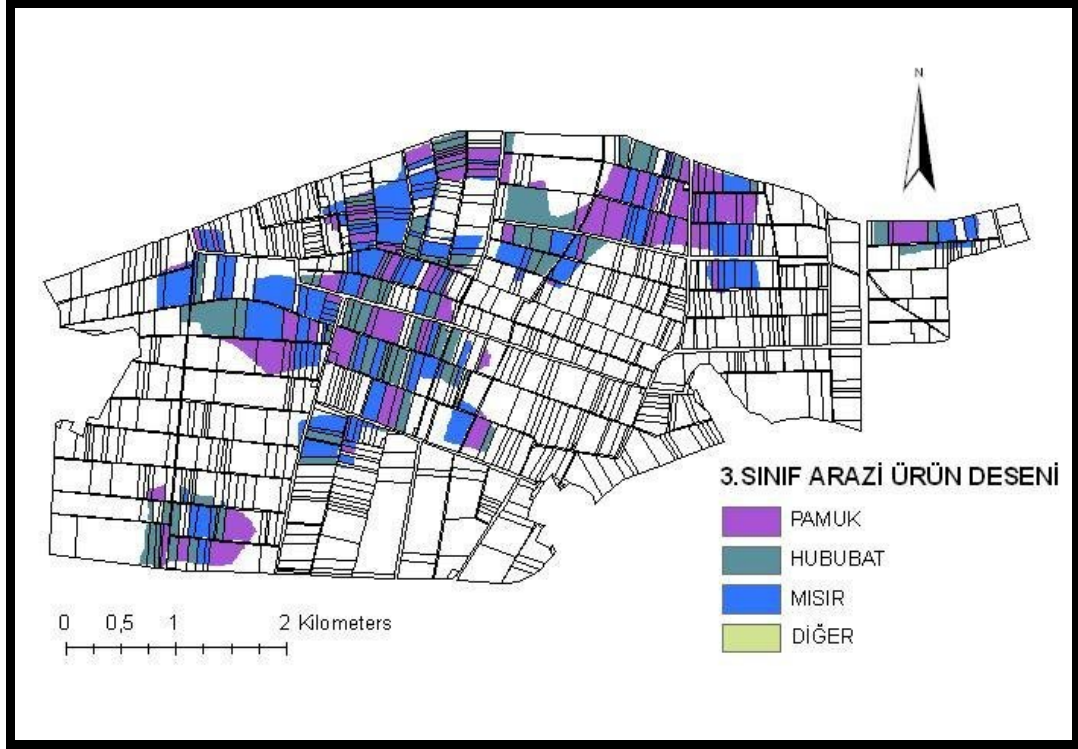 N
3.SINIF ARAZİ ÜRÜN DESENİ
PAMUK
HUBUBAT
MISIR
DİĞER
0 0,5 1 2 Kilometers